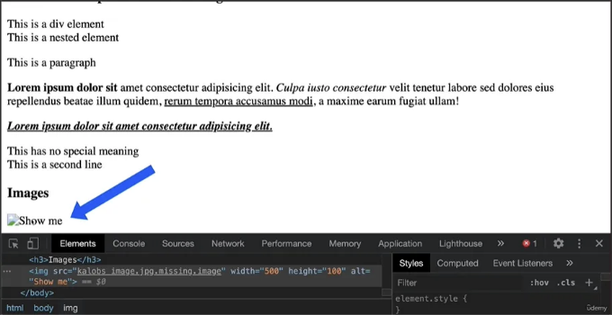 This is a div element
This is a nested element
This is a paragraph
Lorem ipsum dolor sit amet consectetur adipisicing elit. Culpa iusto consectetur velit tenetur labore sed dolores eius
repellendus beatae illum quidem, rerum tempora accusamus modi, a maxime earum fugiat ullam!
Lorem ipsum dolor sit amet consectetur adipisicing elit.
This has no special meaning
This is a second line
Images
Show me
Elements Console Sources Network Performance Memory Application Lighthouse » 1
<h3>Images</h3>
<img src="kalobs image.jpg.missing.image" width="500" height="100" alt=
"Show me"> == $0
</body>
html body img
Styles Computed Event Listeners »
Filter :hov .cls +
element.style {
}
ûdemy